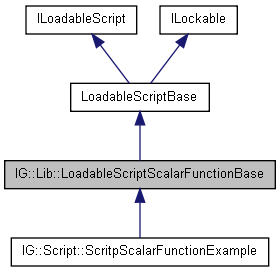 ILoadableScript
ILockable
LoadableScriptBase
IG::Lib::LoadableScriptScalarFunctionBase
IG::Script::ScritpScalarFunctionExample